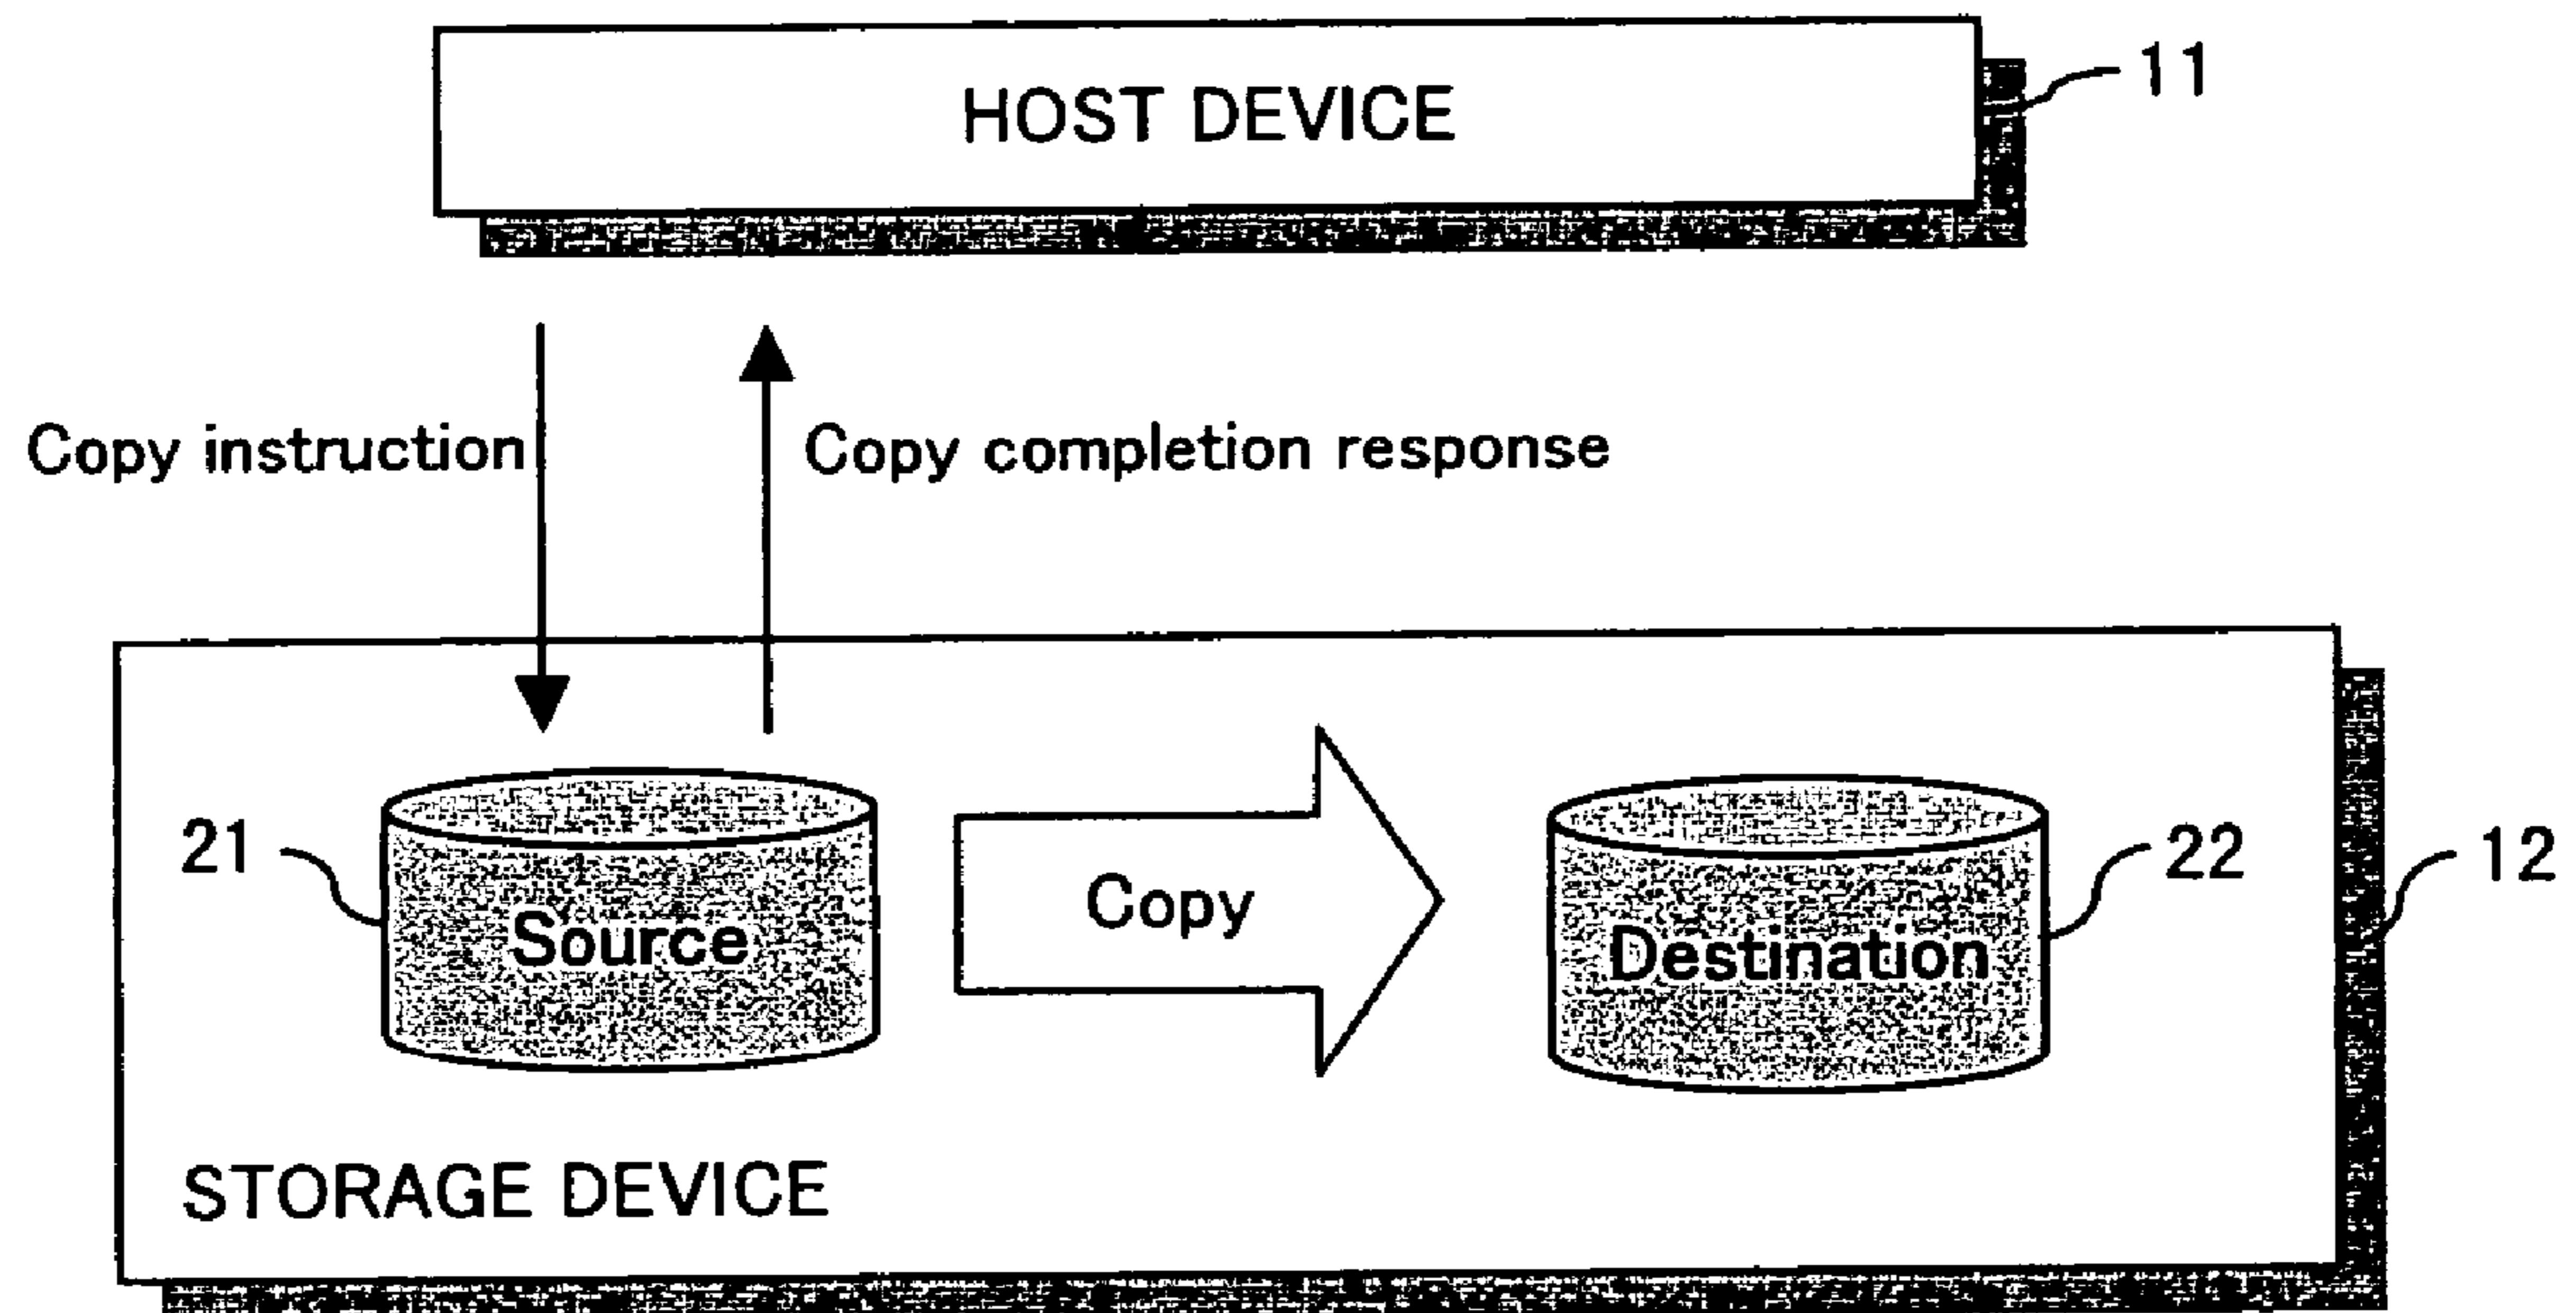 HOST DEVICE
11
Copy instruction
Copy completion response
21
Source
Copy
Destination
22
12
STORAGE DEVICE